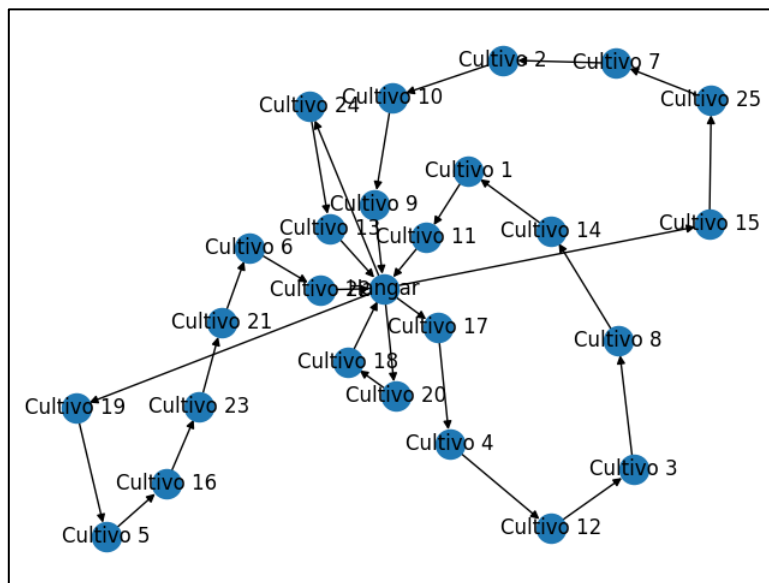 Cultivo 2
Cultivo 7
Cultivo 10
Cultivo 25
Cultivo 24
Cultivo 1
Cultivo 9
Cultivo 15
Cultivo 13
Cultivo 14
Cultivo 11
Cultivo 6
Cultivo 22
Hangar
Cultivo 21
Cultivo 17
Cultivo 8
Cultivo 18
Cultivo 20
Cultivo 19
Cultivo 23
Cultivo 4
Cultivo 3
Cultivo 16
Cultivo 12
Cultivo 5